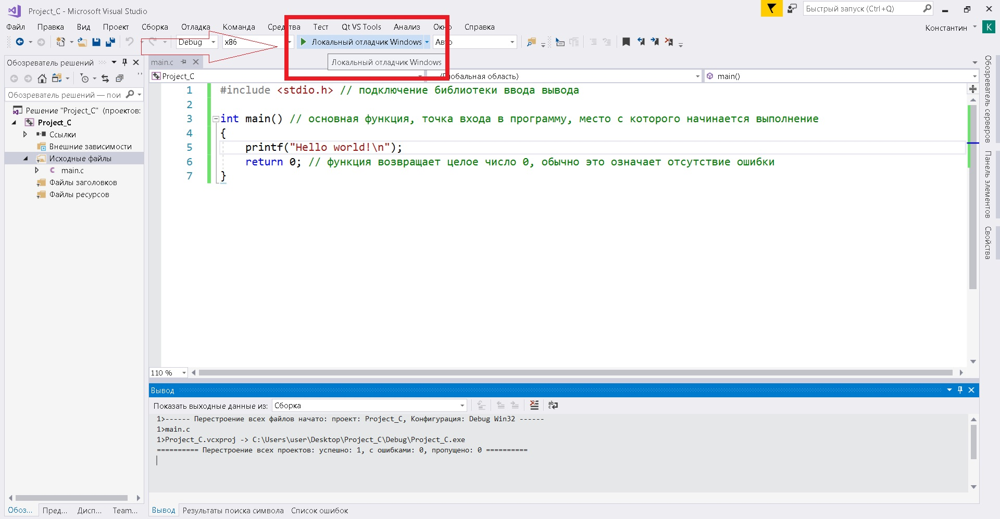 Project_C - Microsoft Visual Studio
Быстрый запуск (Ctrl+Q)
Файл Правка Вид Проект Сборка Отладка Команда Средства Тест Qt VS Tools Анализ Окно Справка
Константин К
Debug x86 Локальный отладчик Windows Авто
Локальный отладчик Windows
Обозреватель решений
Обозреватель решений — пои
Решение "Project_C" (проектов:
Project_C
Ссылки
Внешние зависимости
Исходные файлы
main.c
Файлы заголовков
Файлы ресурсов
Обоз... Пред... Дисп... Team...
main.c
Project_C (Глобальная область) main()
1 #include <stdio.h> // подключение библиотеки ввода вывода
2
3 int main() // основная функция, точка входа в программу, место с которого начинается выполнение
4 {
5 printf("Hello world!\n");
6 return 0; // функция возвращает целое число 0, обычно это означает отсутствие ошибки
7 }
110 %
Вывод
Показать выходные данные из: Сборка
1>------ Перестроение всех файлов начато: проект: Project_C, Конфигурация: Debug Win32 ------
1>main.c
1>Project_C.vcxproj -> C:\Users\user\Desktop\Project_C\Debug\Project_C.exe
========== Перестроение всех проектов: успешно: 1, с ошибками: 0, пропущено: 0 ==========
Вывод Результаты поиска символа Список ошибок
Обозреватель серверов
Панель элементов
Свойства